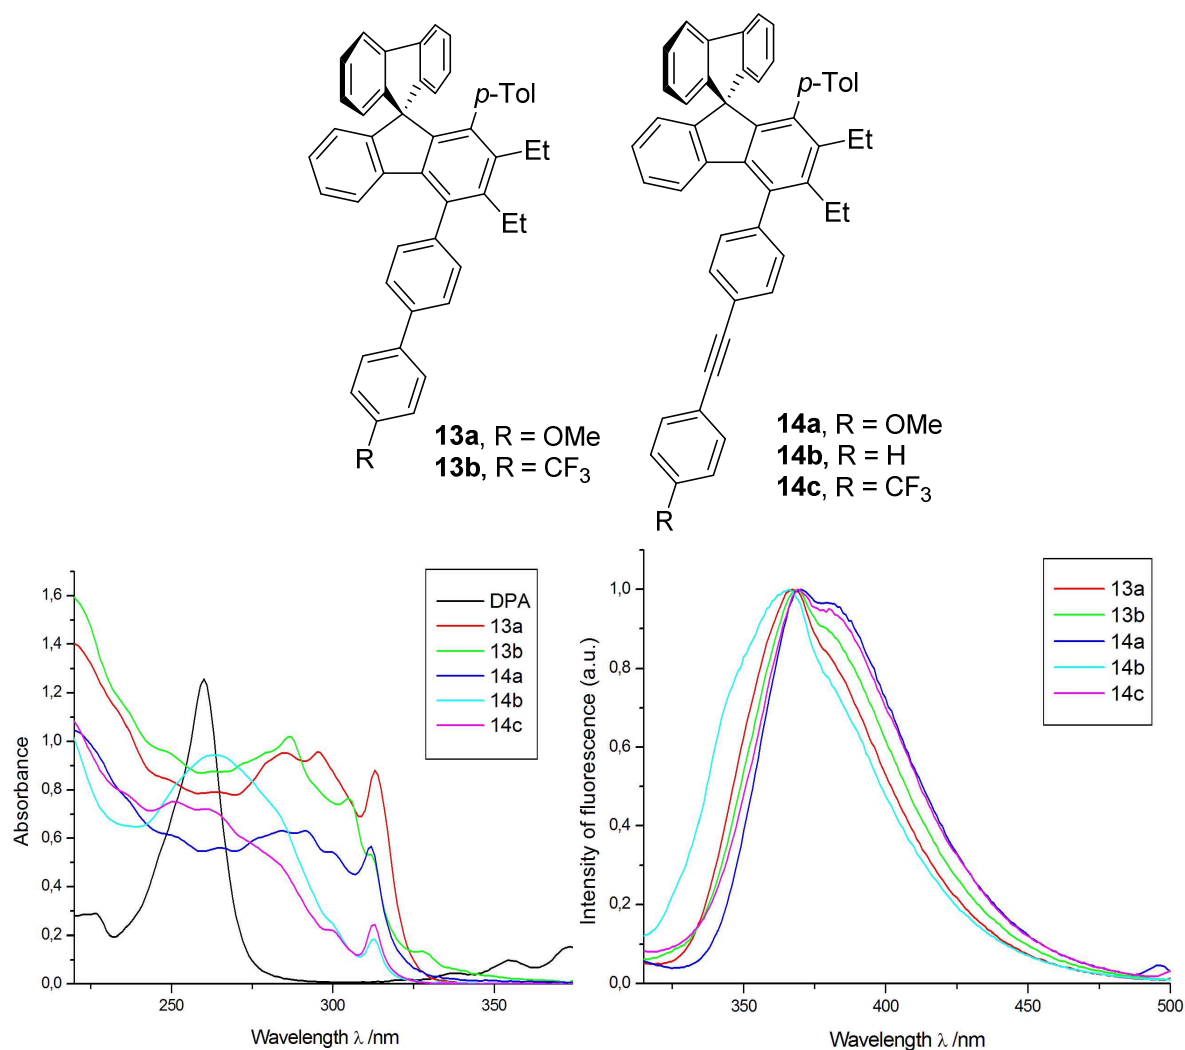 p-Tol
Et
Et
R
13a, R = OMe
13b, R = CF3
p-Tol
Et
Et
R
14a, R = OMe
14b, R = H
14c, R = CF3
Absorbance
1,6
1,4
1,2
1,0
0,8
0,6
0,4
0,2
0,0
250
300
350
Wavelength λ /nm
DPA
13a
13b
14a
14b
14c
Intensity of fluorescence (a.u.)
1,0
0,8
0,6
0,4
0,2
0,0
350
400
450
500
Wavelength λ /nm
13a
13b
14a
14b
14c